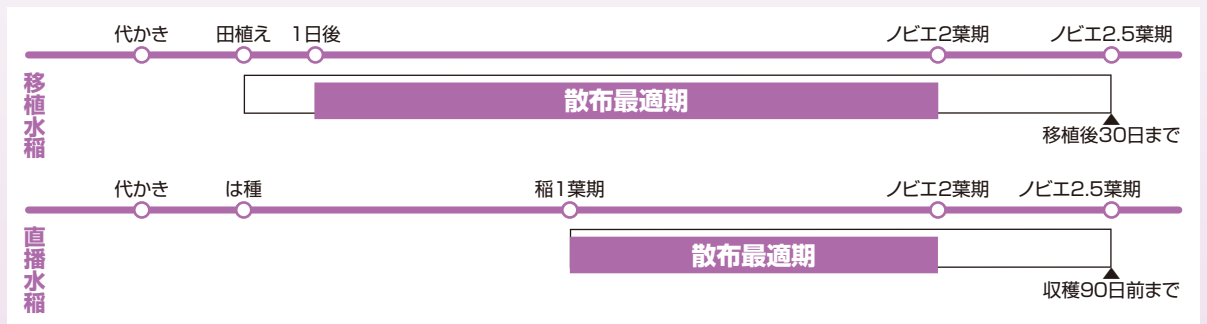 代かき 田植え 1日後 ノビエ2葉期 ノビエ2.5葉期
移植水稲
散布最適期
移植後30日まで
代かき は種 稲1葉期 ノビエ2葉期 ノビエ2.5葉期
直播水稲
散布最適期
収穫90日前まで